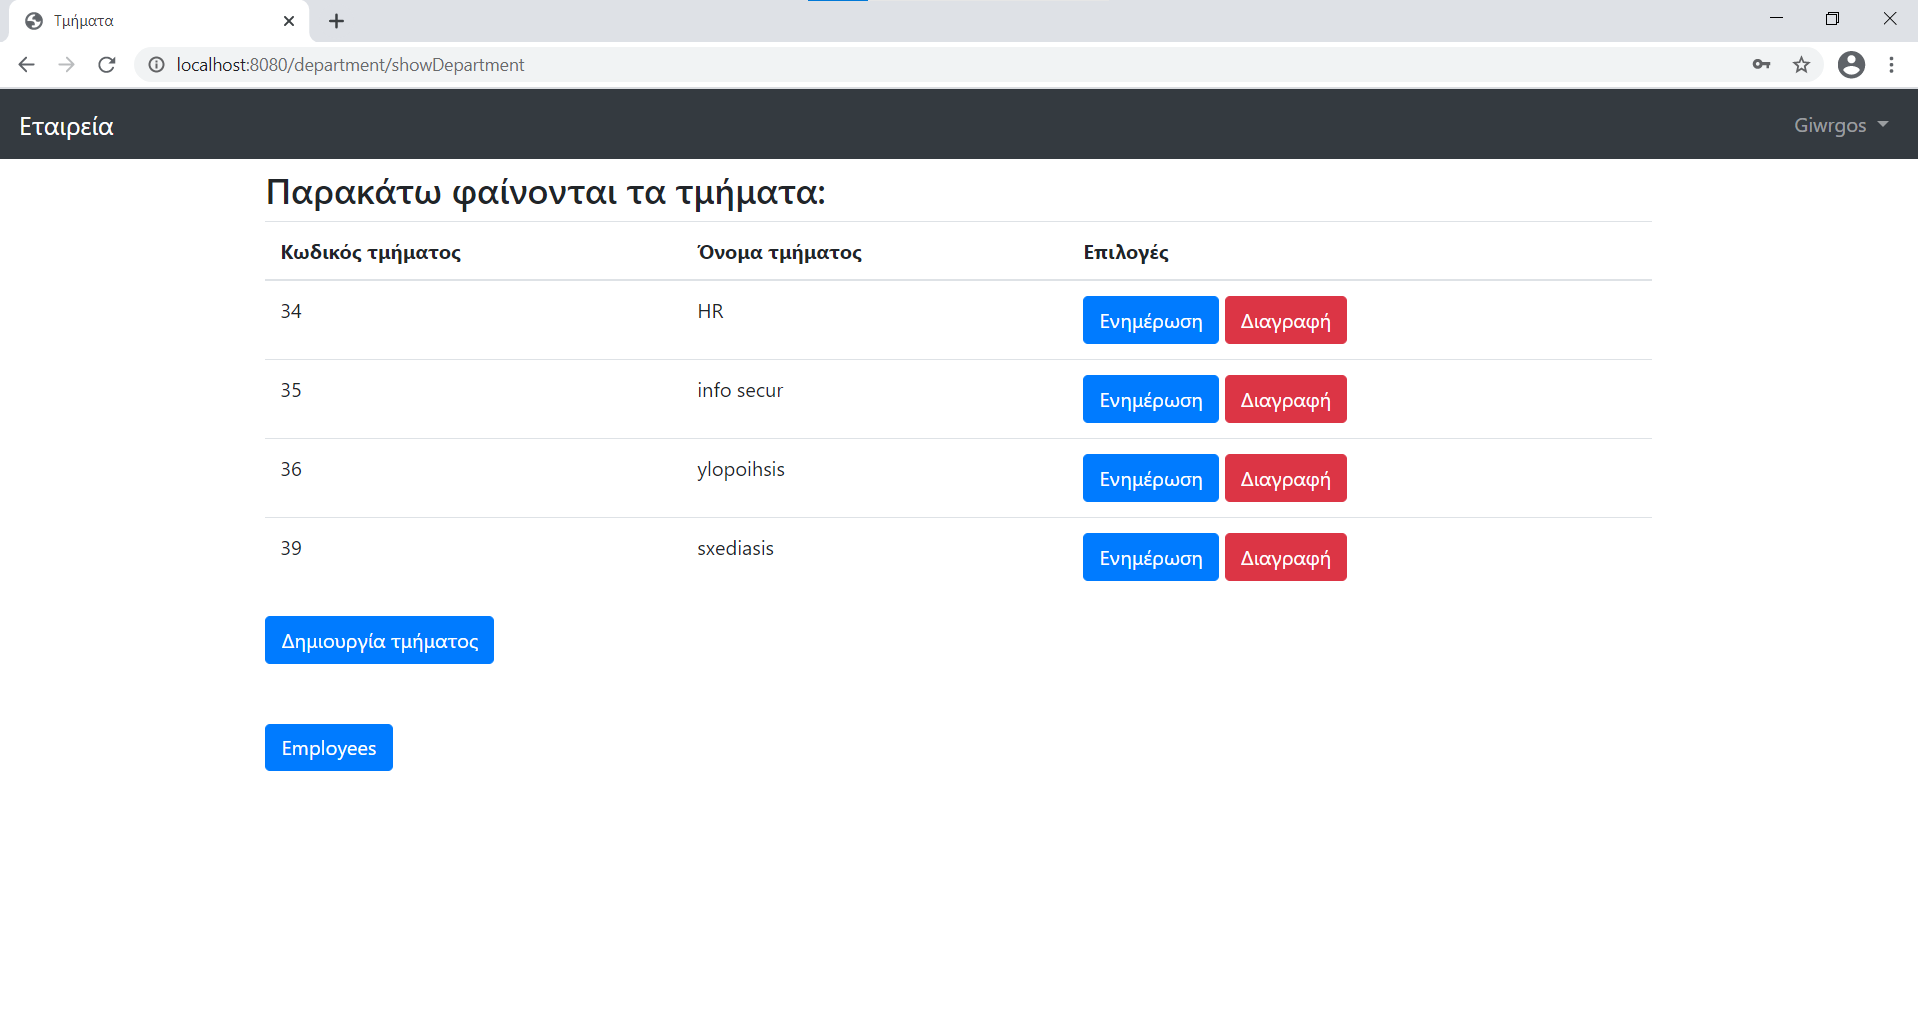 Τμήματα
localhost:8080/department/showDepartment
Εταιρεία Giwrgos
Παρακάτω φαίνονται τα τμήματα:
Κωδικός τμήματος Όνομα τμήματος Επιλογές
34 HR Ενημέρωση Διαγραφή
35 info secur Ενημέρωση Διαγραφή
36 ylopoihsis Ενημέρωση Διαγραφή
39 sxediasis Ενημέρωση Διαγραφή
Δημιουργία τμήματος
Employees